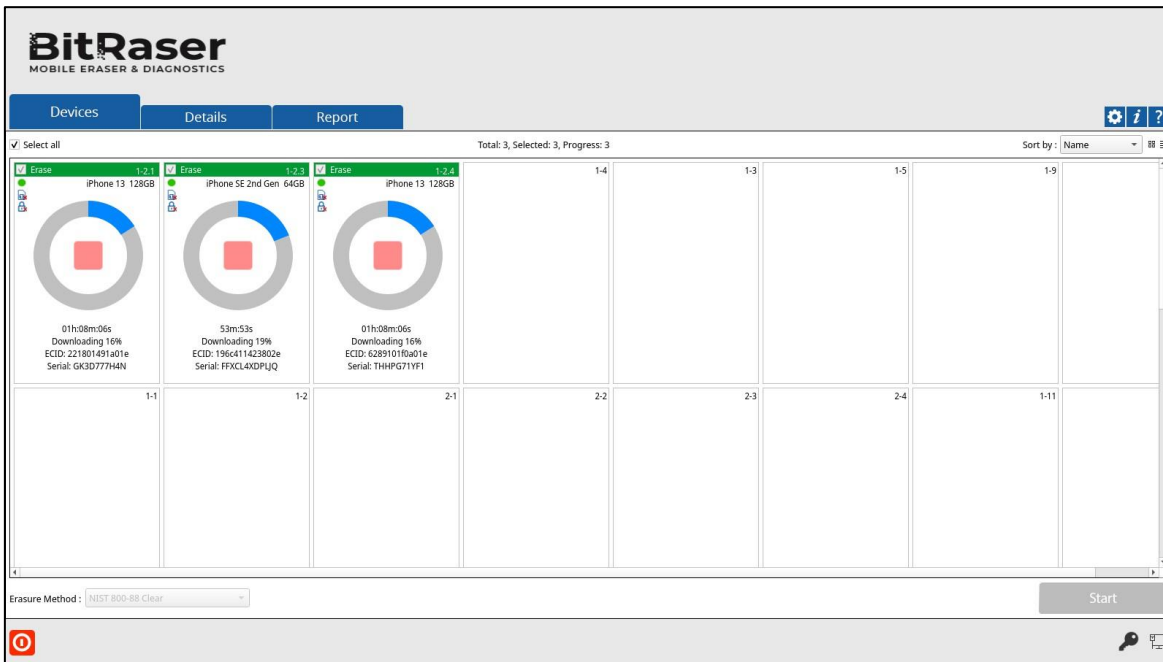 BitRaser
MOBILE ERASER & DIAGNOSTICS
Devices
Details
Report
i
?
Select all
Total: 3, Selected: 3, Progress: 3
Sort by : Name
Erase 1-2.1
iPhone 13 128GB
01h:08m:06s
Downloading 16%
ECID: 221801491a01e
Serial: GK3D777H4N
Erase 1-2.3
iPhone SE 2nd Gen 64GB
53m:53s
Downloading 19%
ECID: 196c411423802e
Serial: FFXCL4XDPLJQ
Erase 1-2.4
iPhone 13 128GB
01h:08m:06s
Downloading 16%
ECID: 6289101f0a01e
Serial: THHPG71YF1
1-4
1-3
1-5
1-9
1-1
1-2
2-1
2-2
2-3
2-4
1-11
Erasure Method : NIST 800-88 Clear
Start